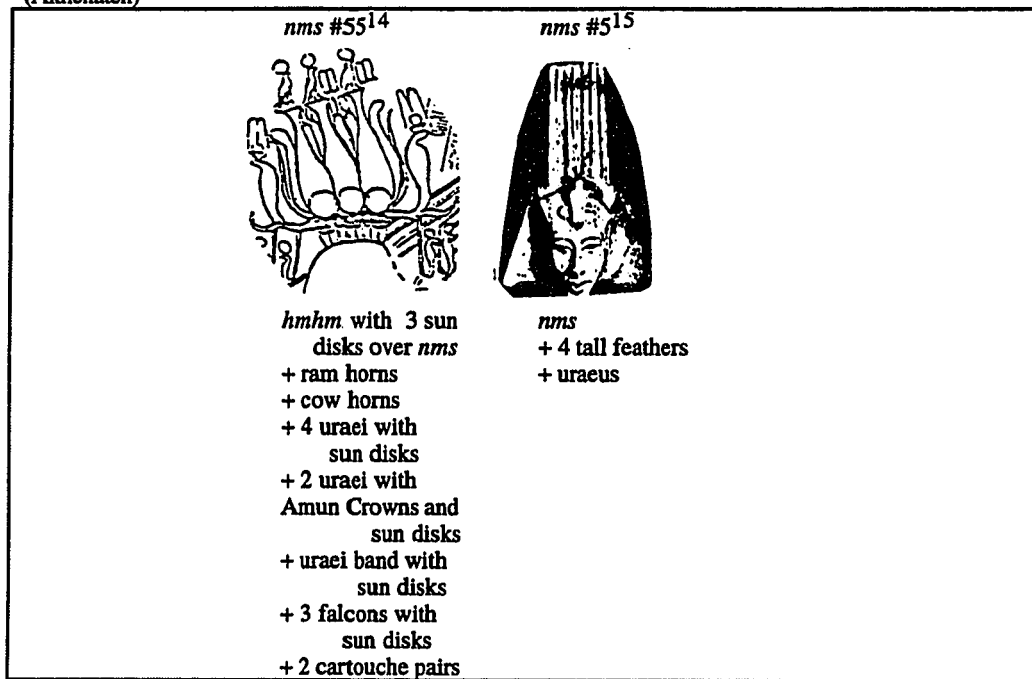 (Akhenaten)
nms #55¹⁴
hmhm with 3 sun
disks over nms
+ ram horns
+ cow horns
+ 4 uraei with
sun disks
+ 2 uraei with
Amun Crowns and
sun disks
+ uraei band with
sun disks
+ 3 falcons with
sun disks
+ 2 cartouche pairs
nms #5¹⁵
nms
+ 4 tall feathers
+ uraeus